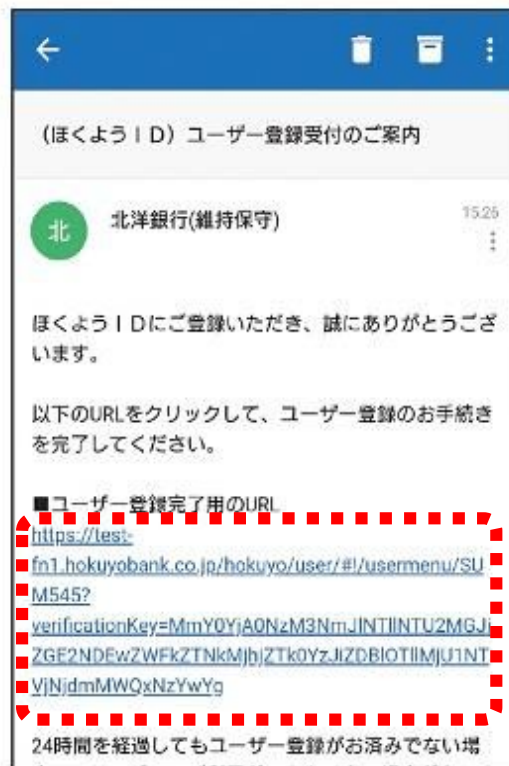 (ほくようID) ユーザー登録受付のご案内
北
北洋銀行(維持保守)
15:26
ほくようIDにご登録いただき、誠にありがとうござ
います。
以下のURLをクリックして、ユーザー登録のお手続き
を完了してください。
■ユーザー登録完了用のURL
https://test-
fn1.hokuyobank.co.jp/hokuyo/user/#!/usermenu/SU
M545?
24時間を経過してもユーザー登録がお済みでない場